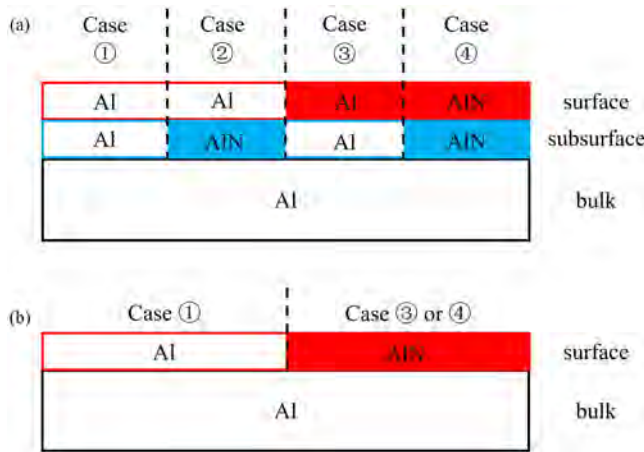 (a) Case Case Case Case
① ② ③ ④
Al Al Al AlN surface
Al AlN Al AlN subsurface
Al bulk
(b) Case ① Case ③ or ④
Al AlN surface
Al bulk